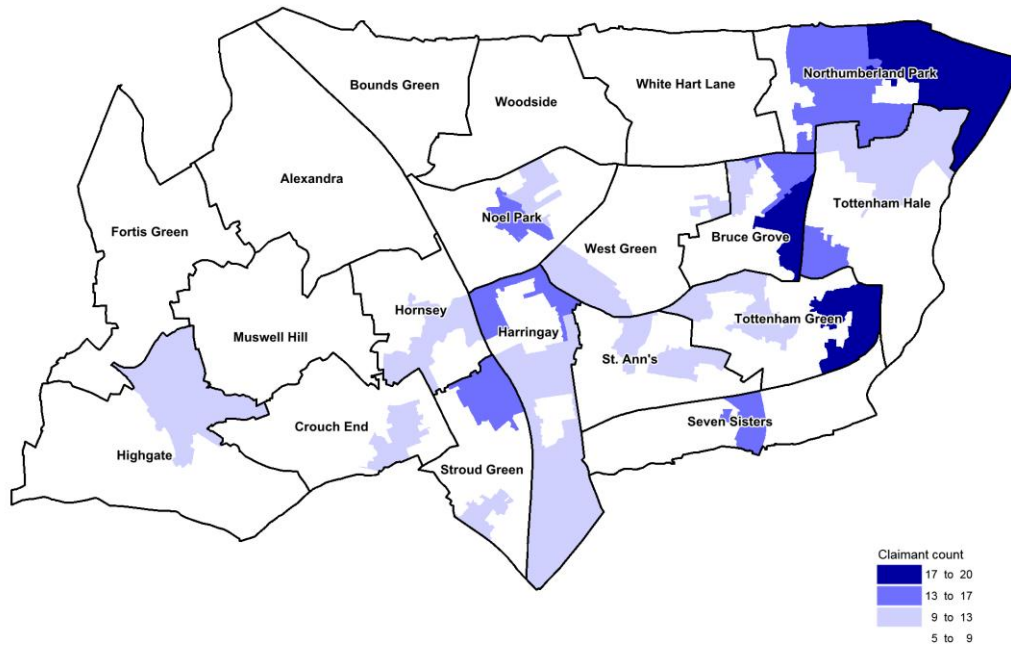 Bounds Green
Woodside
White Hart Lane
Northumberland Park
Alexandra
Fortis Green
Noel Park
West Green
Bruce Grove
Tottenham Hale
Muswell Hill
Hornsey
Harringay
St. Ann's
Tottenham Green
Highgate
Crouch End
Stroud Green
Seven Sisters
Claimant count
17 to 20
13 to 17
9 to 13
5 to 9